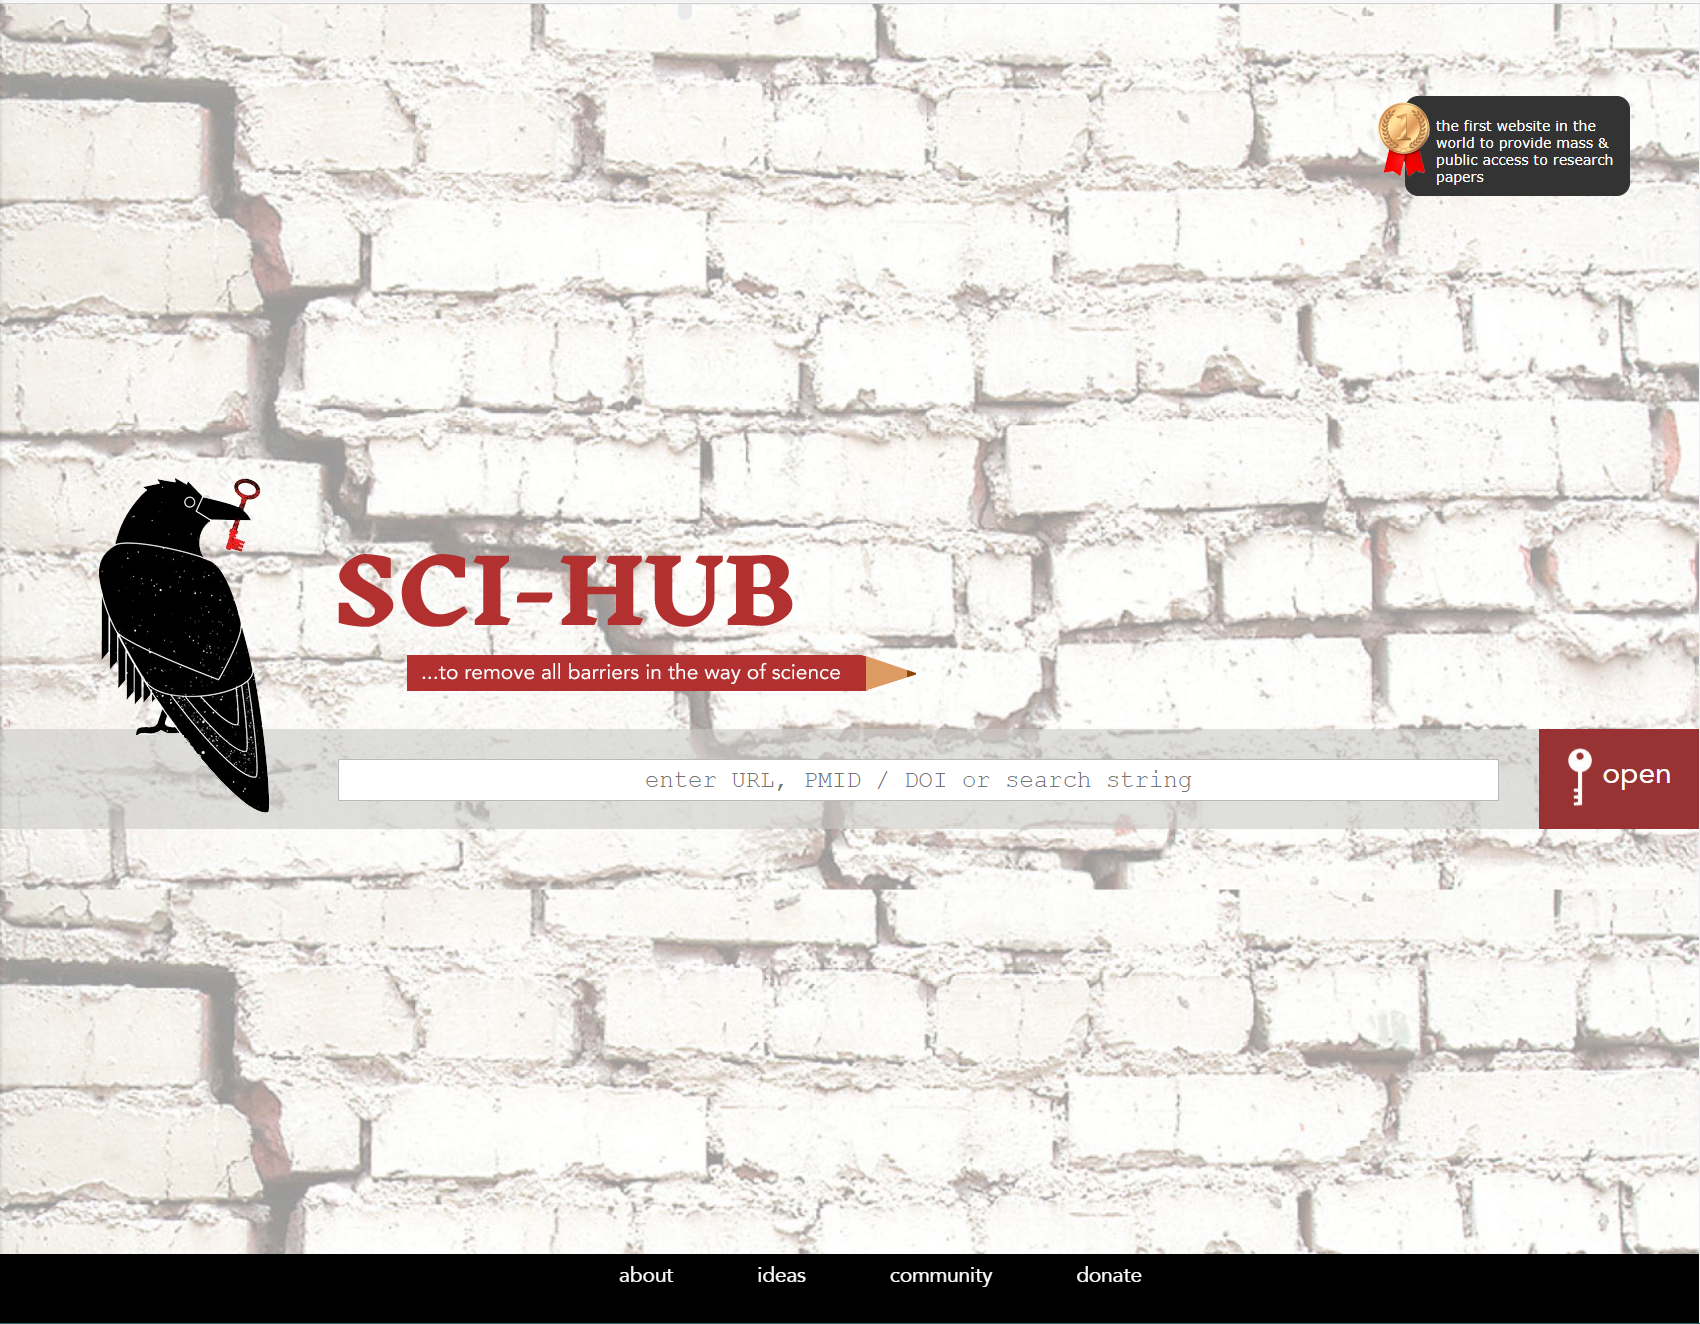 the first website in the
world to provide mass &
public access to research
papers
SCI-HUB
...to remove all barriers in the way of science
enter URL, PMID / DOI or search string
open
about
ideas
community
donate